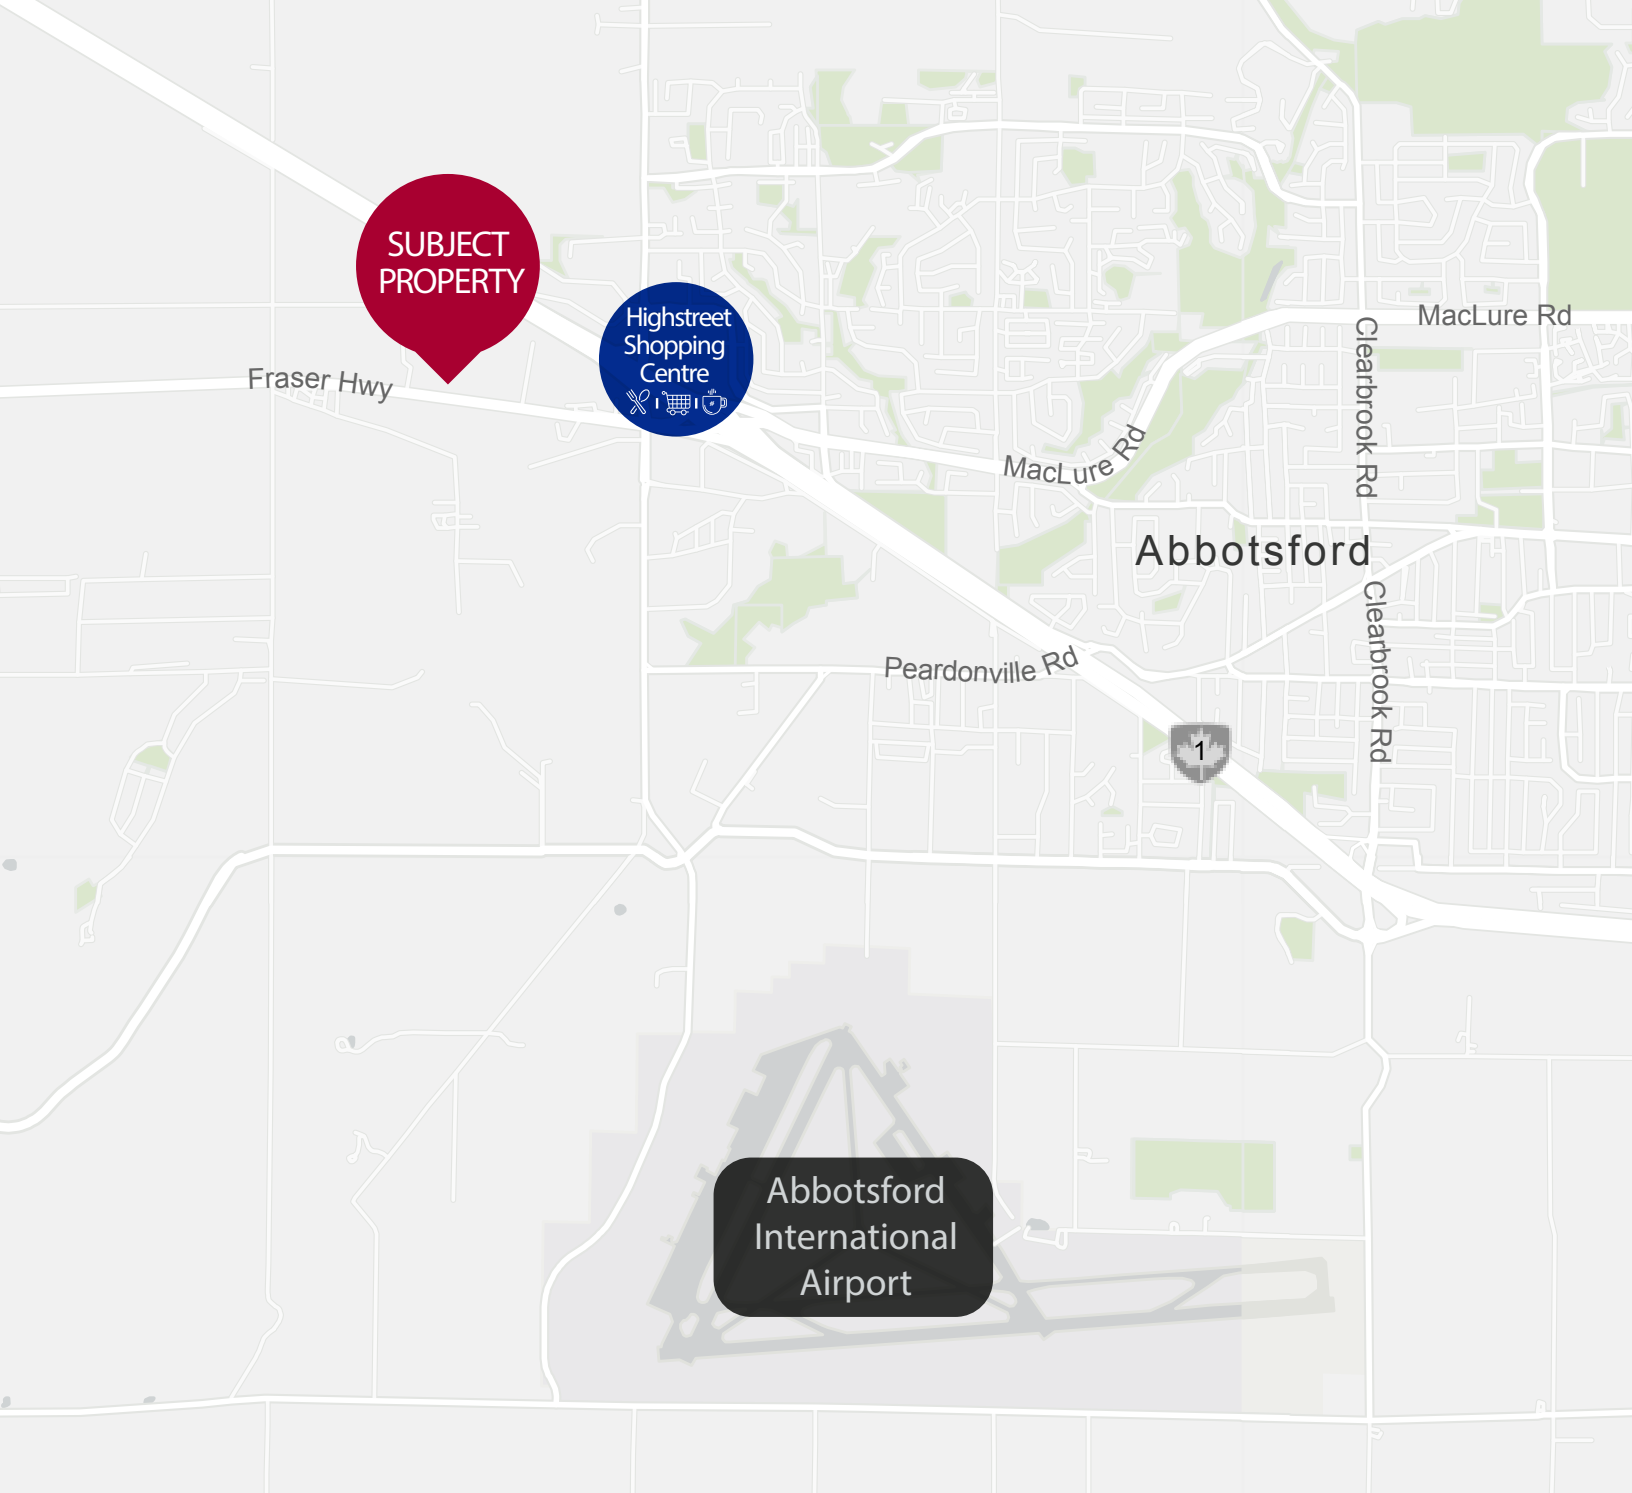 SUBJECT
PROPERTY
Highstreet
Shopping
Centre
MacLure Rd
Fraser Hwy
Clearbrook Rd
MacLure Rd
Abbotsford
Clearbrook Rd
Peardonville Rd
1
Abbotsford
International
Airport